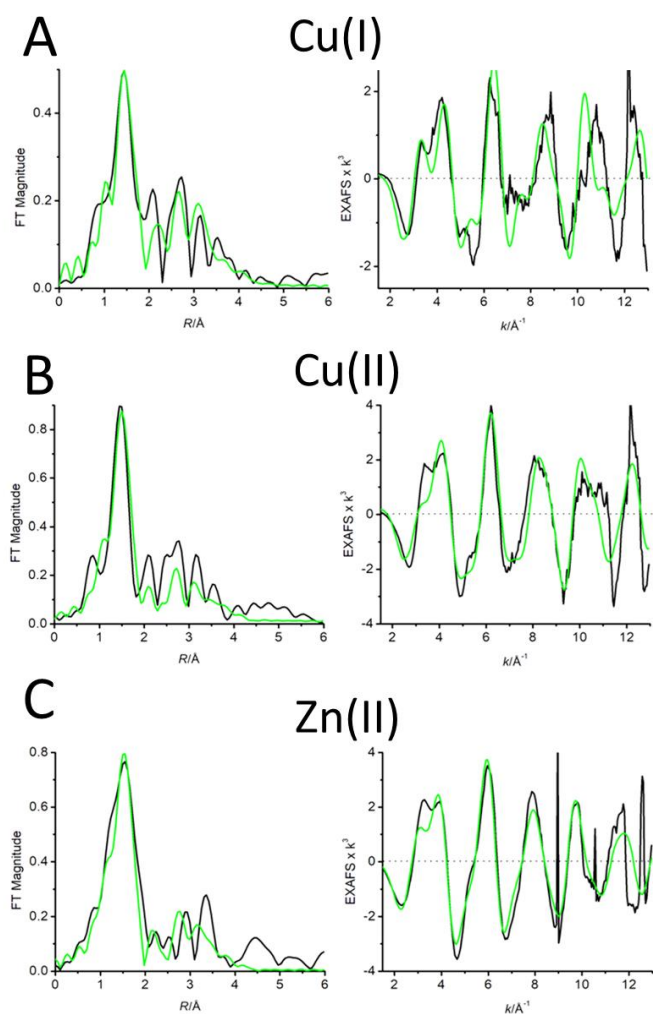 A
Cu(I)
FT Magnitude
0.4
0.2
0.0
0 1 2 3 4 5 6
R/Å
EXAFS x k³
2
0
-2
2 4 6 8 10 12
k/Å⁻¹
B
Cu(II)
FT Magnitude
0.8
0.6
0.4
0.2
0.0
0 1 2 3 4 5 6
R/Å
EXAFS x k³
4
2
0
-2
-4
2 4 6 8 10 12
k/Å⁻¹
C
Zn(II)
FT Magnitude
0.8
0.6
0.4
0.2
0.0
0 1 2 3 4 5 6
R/Å
EXAFS x k³
4
2
0
-2
-4
2 4 6 8 10 12
k/Å⁻¹